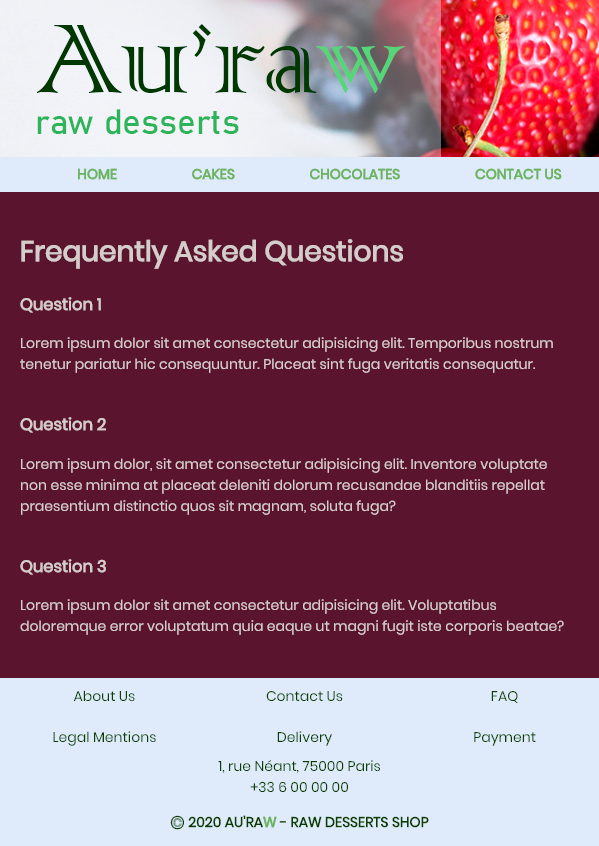 Au'raw
raw desserts
HOME CAKES CHOCOLATES CONTACT US
Frequently Asked Questions
Question 1
Lorem ipsum dolor sit amet consectetur adipisicing elit. Temporibus nostrum
tenetur pariatur hic consequuntur. Placeat sint fuga veritatis consequatur.
Question 2
Lorem ipsum dolor, sit amet consectetur adipisicing elit. Inventore voluptate
non esse minima at placeat deleniti dolorum recusandae blanditiis repellat
praesentium distinctio quos sit magnam, soluta fuga?
Question 3
Lorem ipsum dolor sit amet consectetur adipisicing elit. Voluptatibus
doloremque error voluptatum quia eaque ut magni fugit iste corporis beatae?
About Us Contact Us FAQ
Legal Mentions Delivery Payment
1, rue Néant, 75000 Paris
+33 6 00 00 00
© 2020 AU'RAW - RAW DESSERTS SHOP